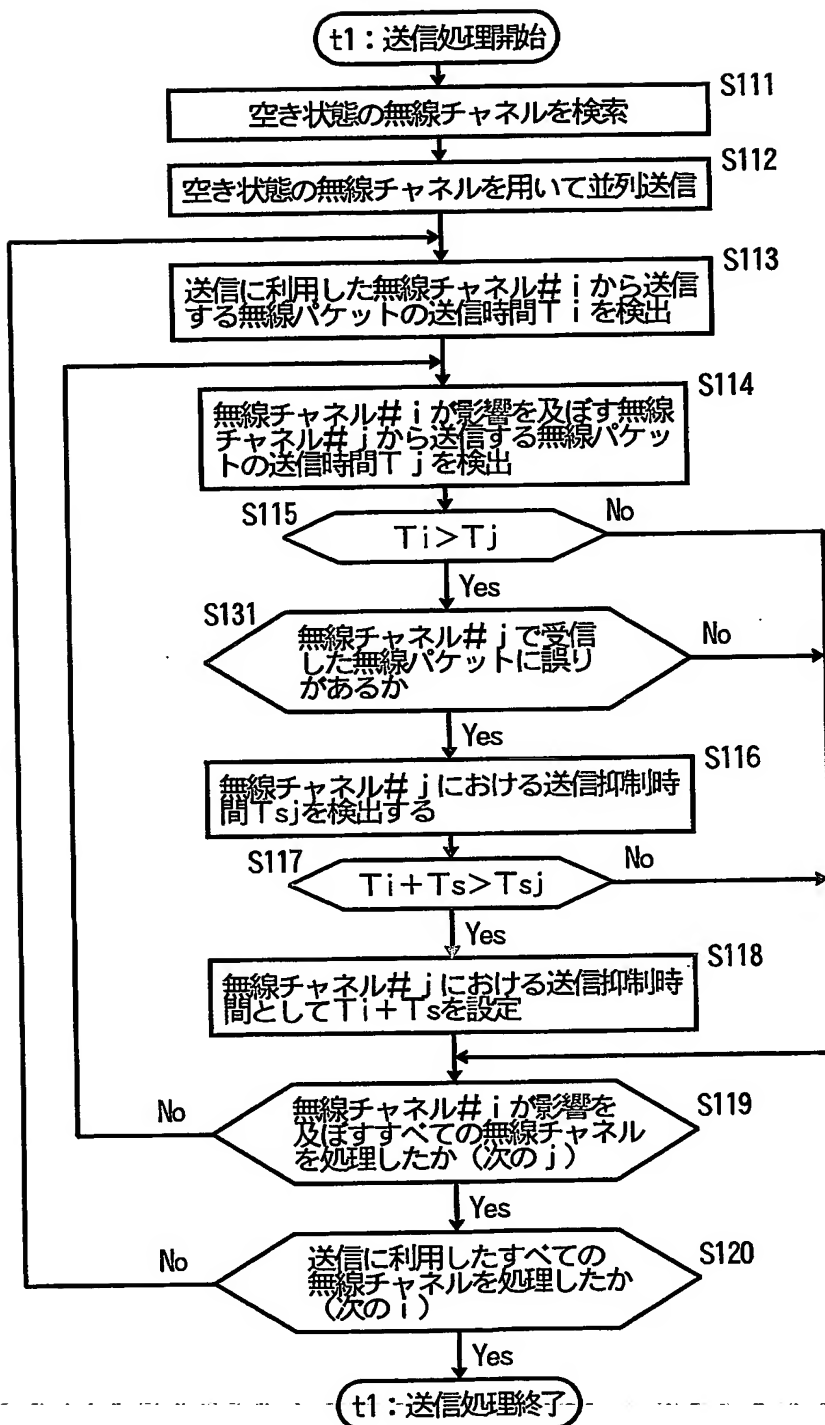 t1:送信処理開始
S111
空き状態の無線チャネルを検索
S112
空き状態の無線チャネルを用いて並列送信
S113
送信に利用した無線チャネル#iから送信
する無線パケットの送信時間Tiを検出
S114
無線チャネル#iが影響を及ぼす無線
チャネル#jから送信する無線パケッ
トの送信時間Tjを検出
S115
Ti>Tj
No
Yes
S131
無線チャネル#jで受信
した無線パケットに誤り
があるか
No
Yes
S116
無線チャネル#jにおける送信抑制時
間Tsjを検出する
S117
Ti+Ts>Tsj
No
Yes
S118
無線チャネル#jにおける送信抑制時
間としてTi+Tsを設定
S119
無線チャネル#iが影響を
及ぼすすべての無線チャネル
を処理したか(次のj)
No
Yes
S120
送信に利用したすべての
無線チャネルを処理したか
(次のi)
No
Yes
t1:送信処理終了